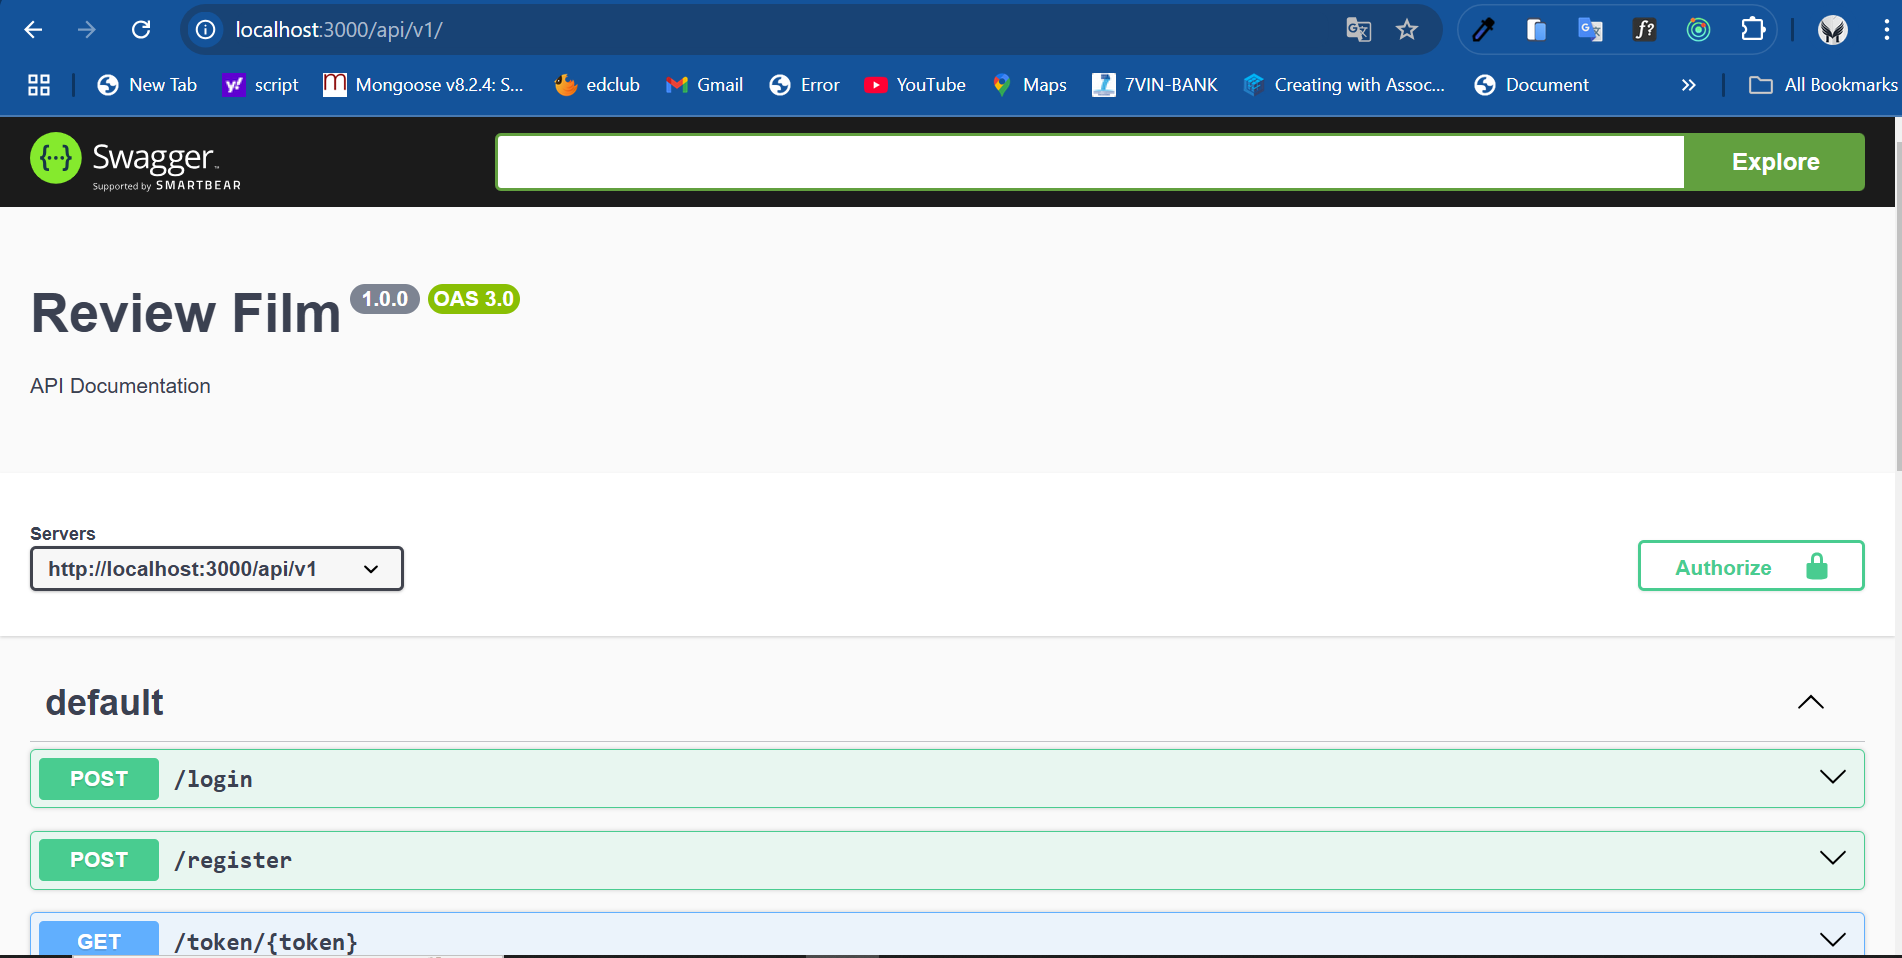 localhost:3000/api/v1/
New Tab
script
Mongoose v8.2.4: S...
edclub
Gmail
Error
YouTube
Maps
7VIN-BANK
Creating with Assoc...
Document
»
All Bookmarks
Swagger
Supported by SMARTBEAR
Explore
Review Film 1.0.0 OAS 3.0
API Documentation
Servers
http://localhost:3000/api/v1
Authorize
default
POST /login
POST /register
GET /token/{token}